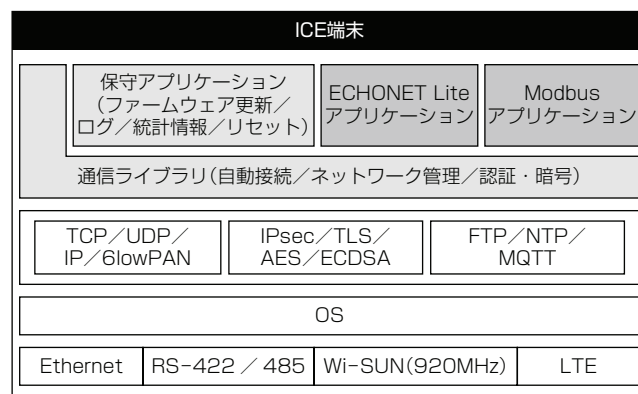 ICE端末
保守アプリケーション
(ファームウェア更新/
ログ/統計情報/リセット)
ECHONET Lite
アプリケーション
Modbus
アプリケーション
通信ライブラリ(自動接続/ネットワーク管理/認証・暗号)
TCP/UDP/
IP/6lowPAN
IPsec/TLS/
AES/ECDSA
FTP/NTP/
MQTT
OS
Ethernet
RS-422/485
Wi-SUN(920MHz)
LTE